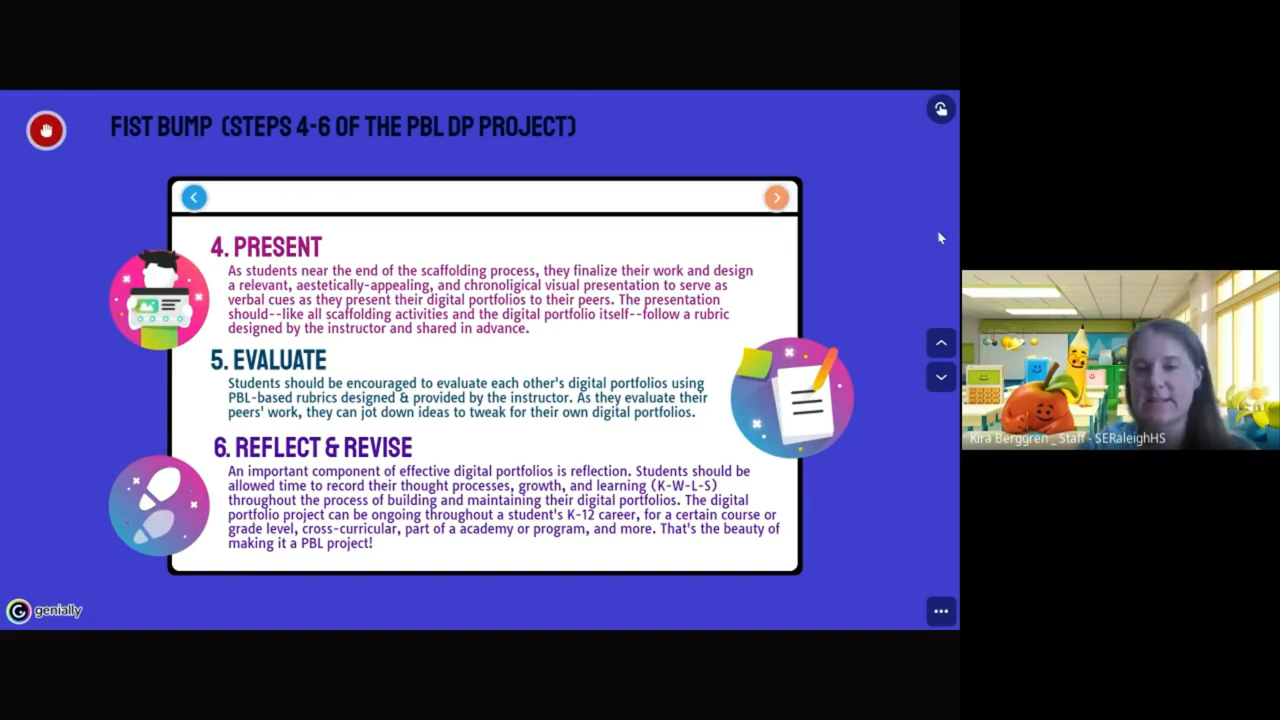 FIST BUMP (STEPS 4-6 OF THE PBL DP PROJECT)
4. PRESENT
As students near the end of the scaffolding process, they finalize their work and design
a relevant, aestetically-appealing, and chronoligical visual presentation to serve as
verbal cues as they present their digital portfolios to their peers. The presentation
should--like all scaffolding activities and the digital portfolio itself--follow a rubric
designed by the instructor and shared in advance.
5. EVALUATE
Students should be encouraged to evaluate each other's digital portfolios using
PBL-based rubrics designed & provided by the instructor. As they evaluate their
peers' work, they can jot down ideas to tweak for their own digital portfolios.
6. REFLECT & REVISE
An important component of effective digital portfolios is reflection. Students should be
allowed time to record their thought processes, growth, and learning (K-W-L-S)
throughout the process of building and maintaining their digital portfolios. The digital
portfolio project can be ongoing throughout a student's K-12 career, for a certain course or
grade level, cross-curricular, part of a academy or program, and more. That's the beauty of
making it a PBL project!
genially
Kira Berggren _ Staff - SERaleighHS